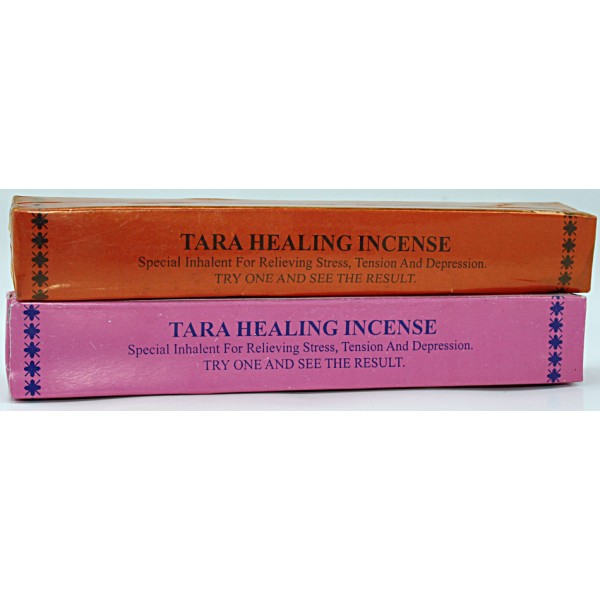 TARA HEALING INCENSE
Special Inhalent For Relieving Stress, Tension And Depression.
TRY ONE AND SEE THE RESULT.
TARA HEALING INCENSE
Special Inhalent For Relieving Stress, Tension And Depression.
TRY ONE AND SEE THE RESULT.